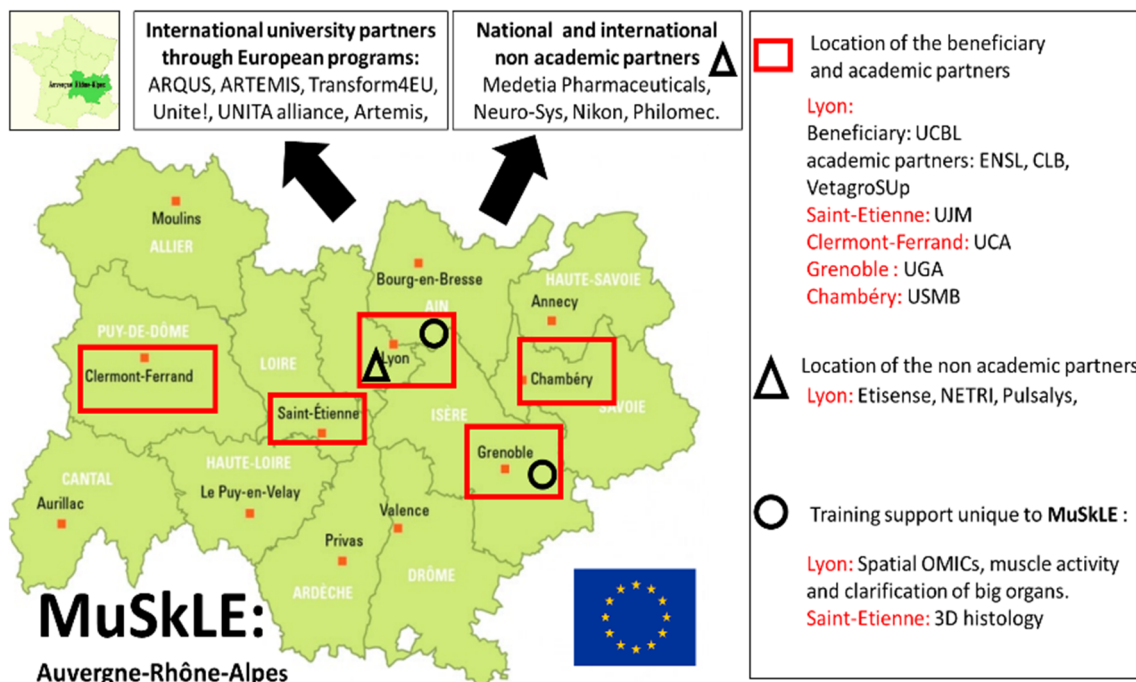 Auvergne Rhône-Alpes
International university partners
through European programs:
ARQUS, ARTEMIS, Transform4EU,
Unite!, UNITA alliance, Artemis,
National and international
non academic partners
Medetia Pharmaceuticals,
Neuro-Sys, Nikon, Philomec.
Location of the beneficiary
and academic partners
Lyon:
Beneficiary: UCBL
academic partners: ENSL, CLB,
VetagroSUp
Saint-Etienne: UJM
Clermont-Ferrand: UCA
Grenoble : UGA
Chambéry: USMB
Location of the non academic partners
Lyon: Etisense, NETRI, Pulsalys,
Training support unique to MuSkLE :
Lyon: Spatial OMICs, muscle activity
and clarification of big organs.
Saint-Etienne: 3D histology
Moulins
ALLIER
Bourg-en-Bresse
AIN
HAUTE-SAVOIE
Annecy
PUY-DE-DÔME
Clermont-Ferrand
LOIRE
Lyon
Chambéry
SAVOIE
Saint-Étienne
ISÈRE
Grenoble
CANTAL
Aurillac
HAUTE-LOIRE
Le Puy-en-Velay
Valence
Privas
ARDÈCHE
DRÔME
MuSkLE:
Auvergne-Rhône-Alpes